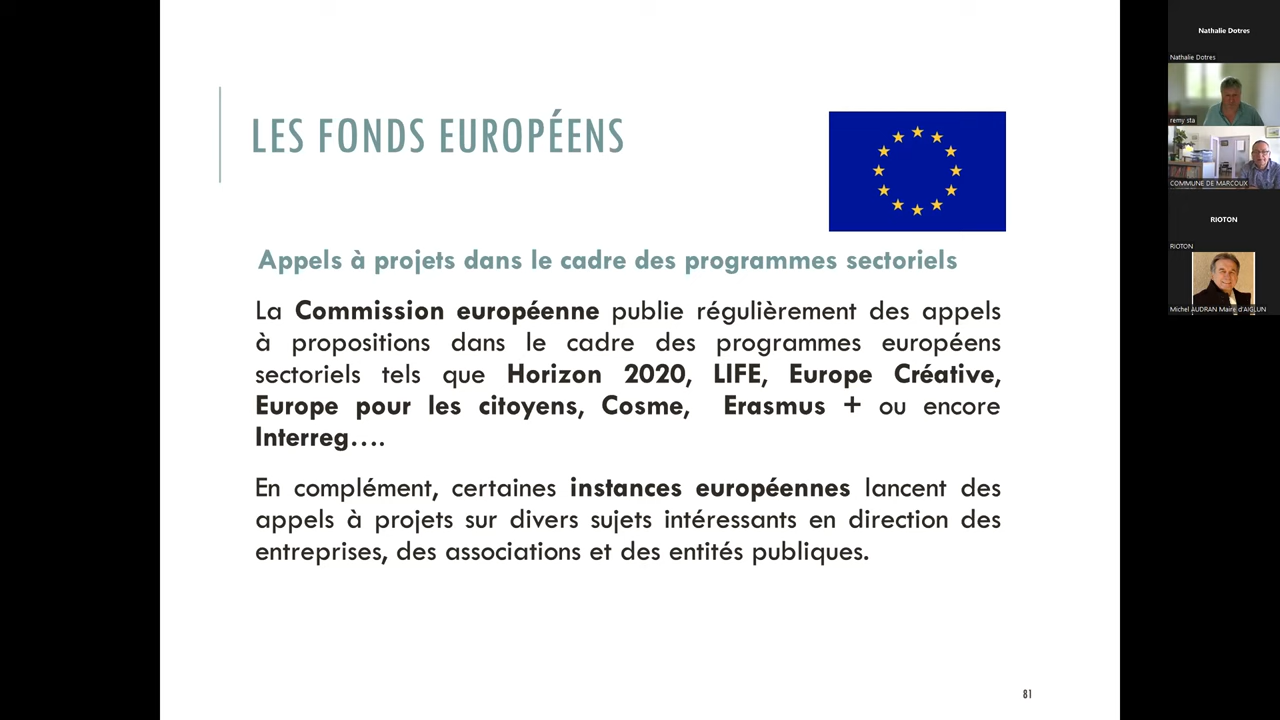 LES FONDS EUROPÉENS
Appels à projets dans le cadre des programmes sectoriels
La Commission européenne publie régulièrement des appels
à propositions dans le cadre des programmes européens
sectoriels tels que Horizon 2020, LIFE, Europe Créative,
Europe pour les citoyens, Cosme, Erasmus + ou encore
Interreg….
En complément, certaines instances européennes lancent des
appels à projets sur divers sujets intéressants en direction des
entreprises, des associations et des entités publiques.
81
Nathalie Dotres
Nathalie Dotres
remy sta
COMMUNE DE MARCOUX
RIOTON
RIOTON
Michel AUDRAN Maire d'AIGLUN